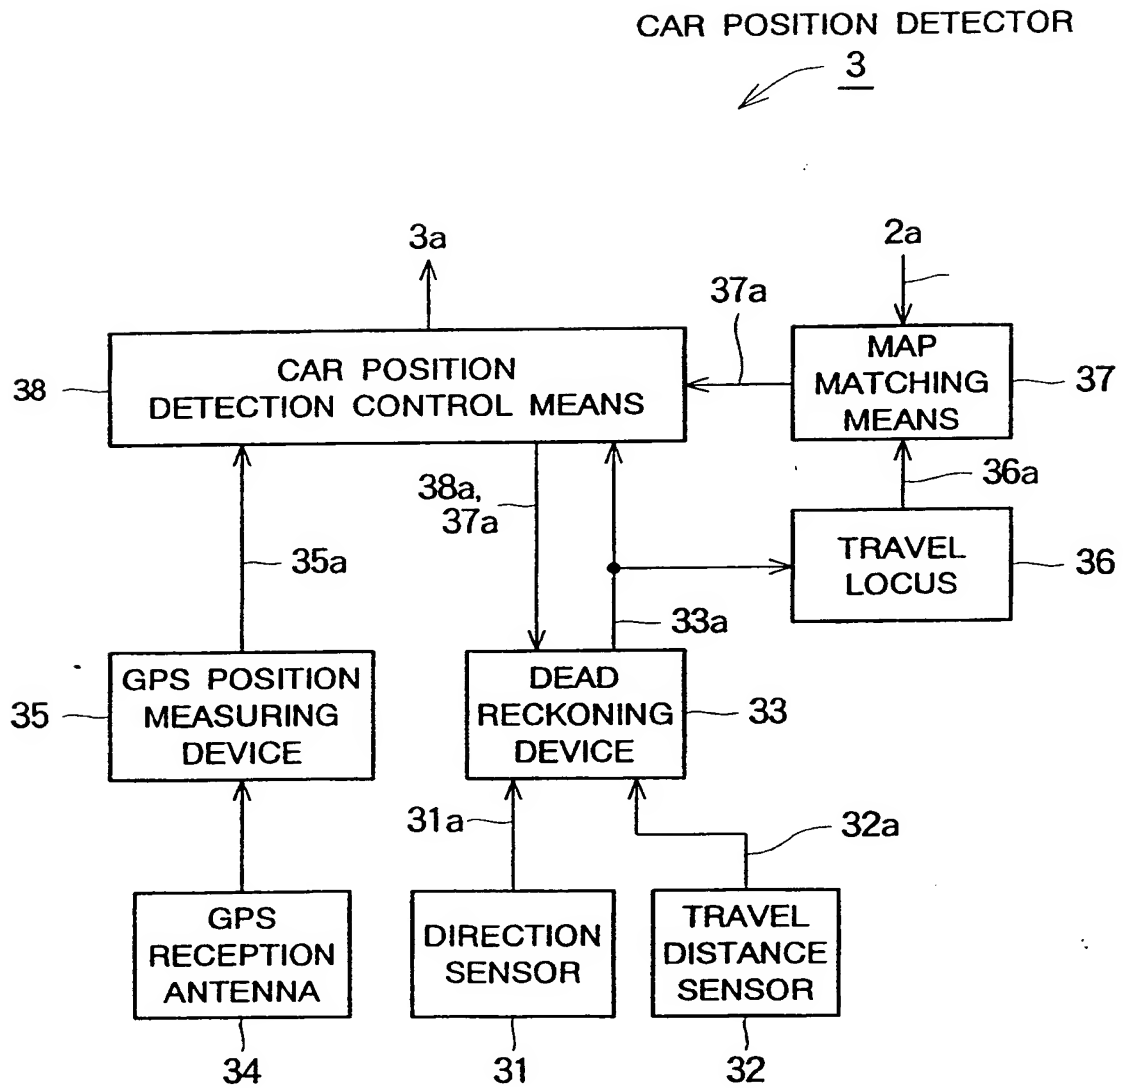 CAR POSITION DETECTOR
3
3a
2a
37a
38
CAR POSITION
DETECTION CONTROL MEANS
MAP
MATCHING
MEANS
37
38a,
37a
36a
35a
TRAVEL
LOCUS
36
33a
35
GPS POSITION
MEASURING
DEVICE
DEAD
RECKONING
DEVICE
33
31a
32a
GPS
RECEPTION
ANTENNA
DIRECTION
SENSOR
TRAVEL
DISTANCE
SENSOR
34
31
32